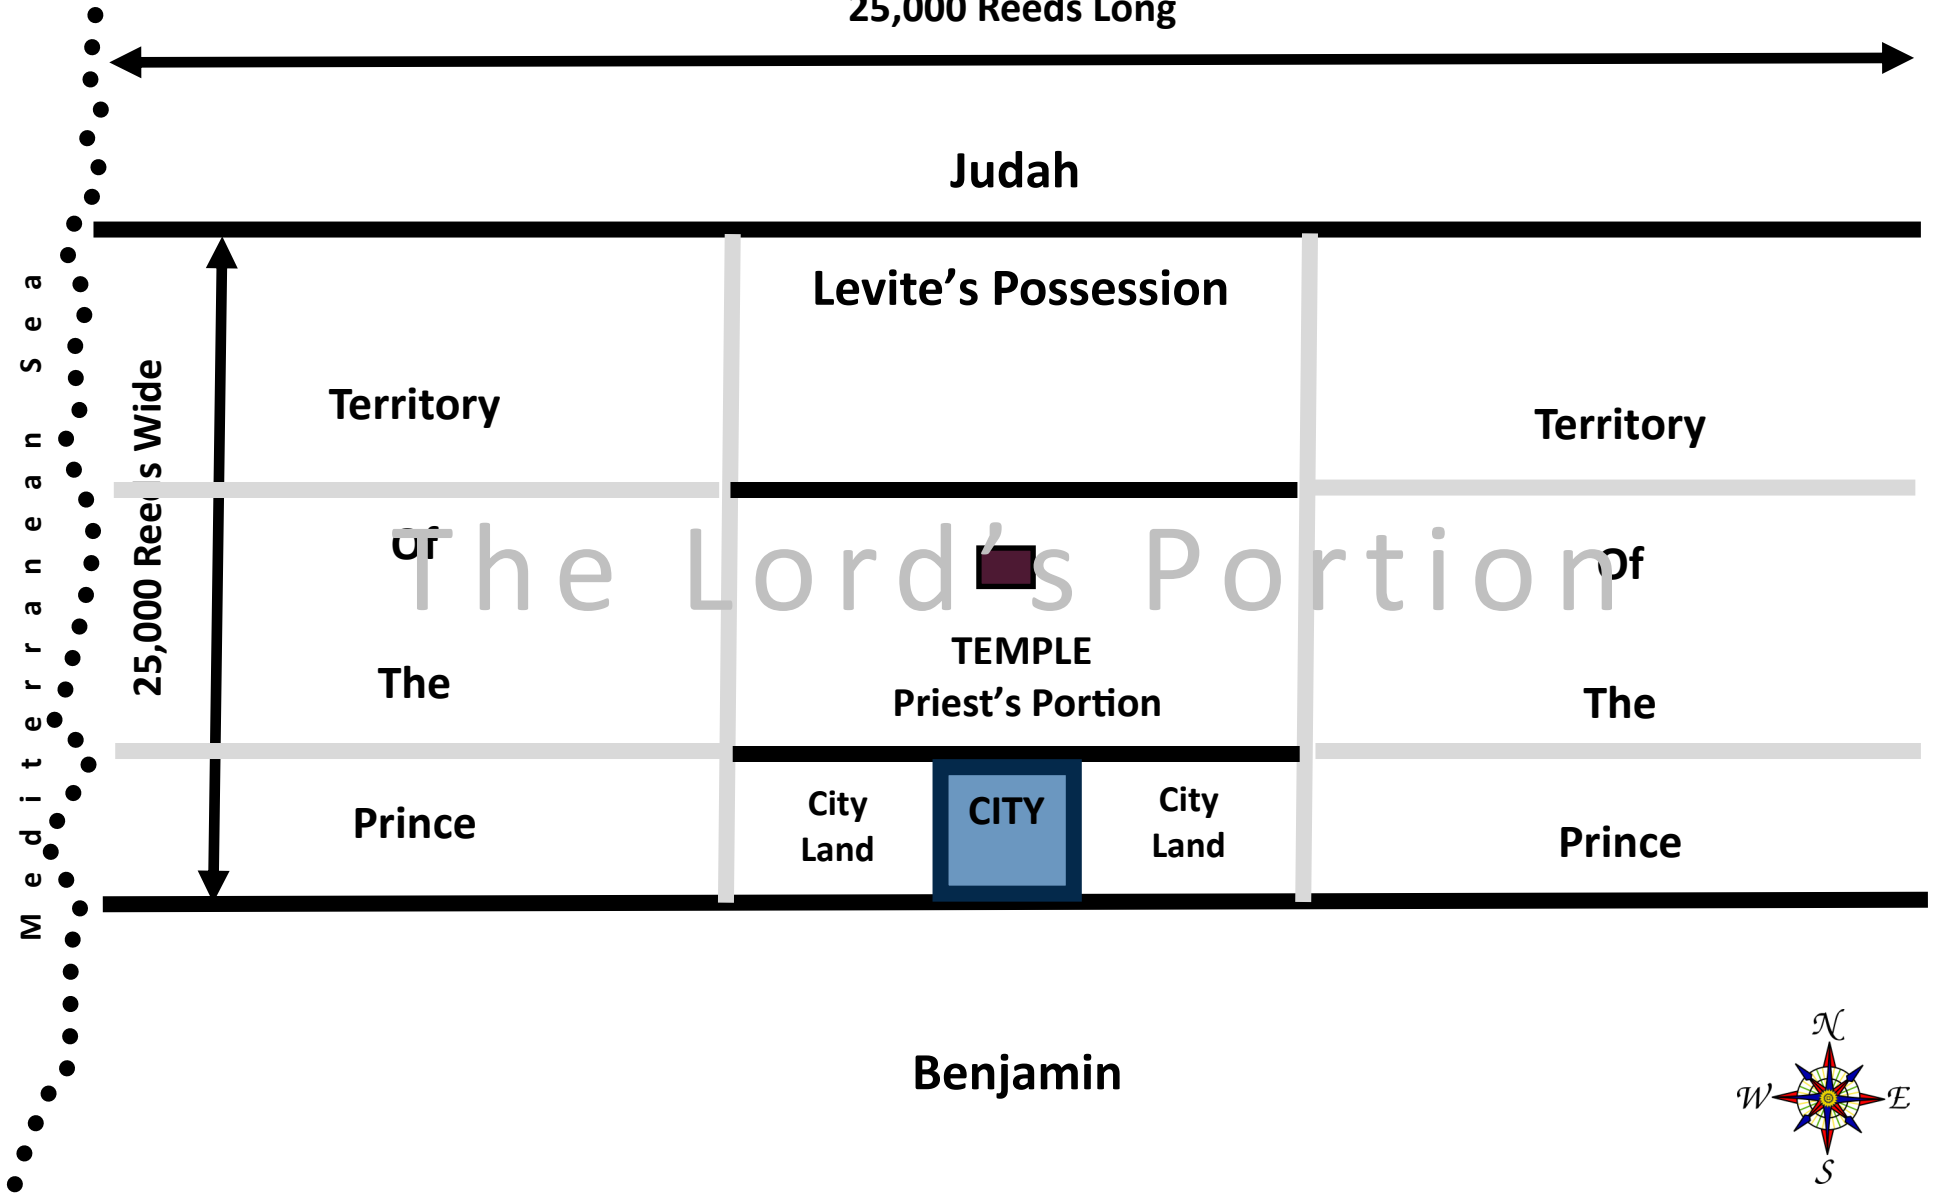 25,000 Reeds Long
Judah
Levite’s Possession
Mediterranean Sea
25,000 Reeds Wide
Territory
Of
The
Prince
The Lord’s Portion
TEMPLE
Priest’s Portion
City
Land
CITY
City
Land
Territory
Of
The
Prince
Benjamin
N
W
E
S